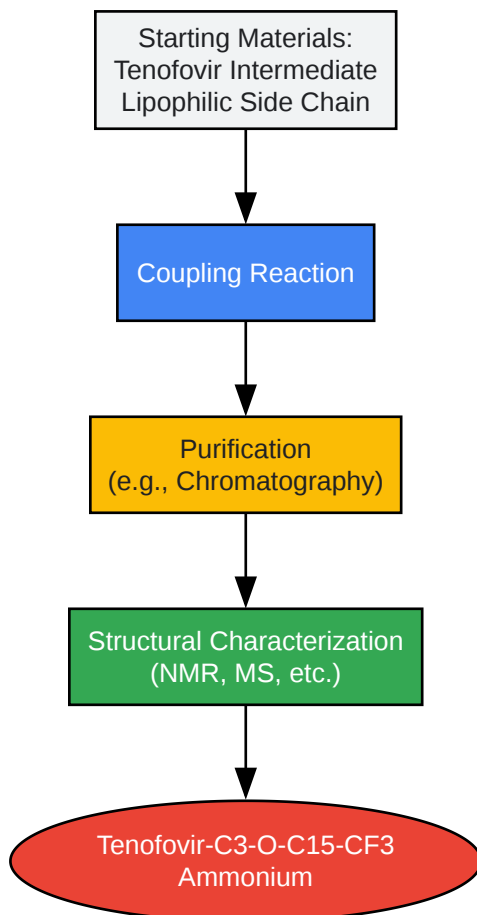 Starting Materials:
Tenofovir Intermediate
Lipophilic Side Chain
Coupling Reaction
Purification
(e.g., Chromatography)
Structural Characterization
(NMR, MS, etc.)
Tenofovir-C3-O-C15-CF3
Ammonium